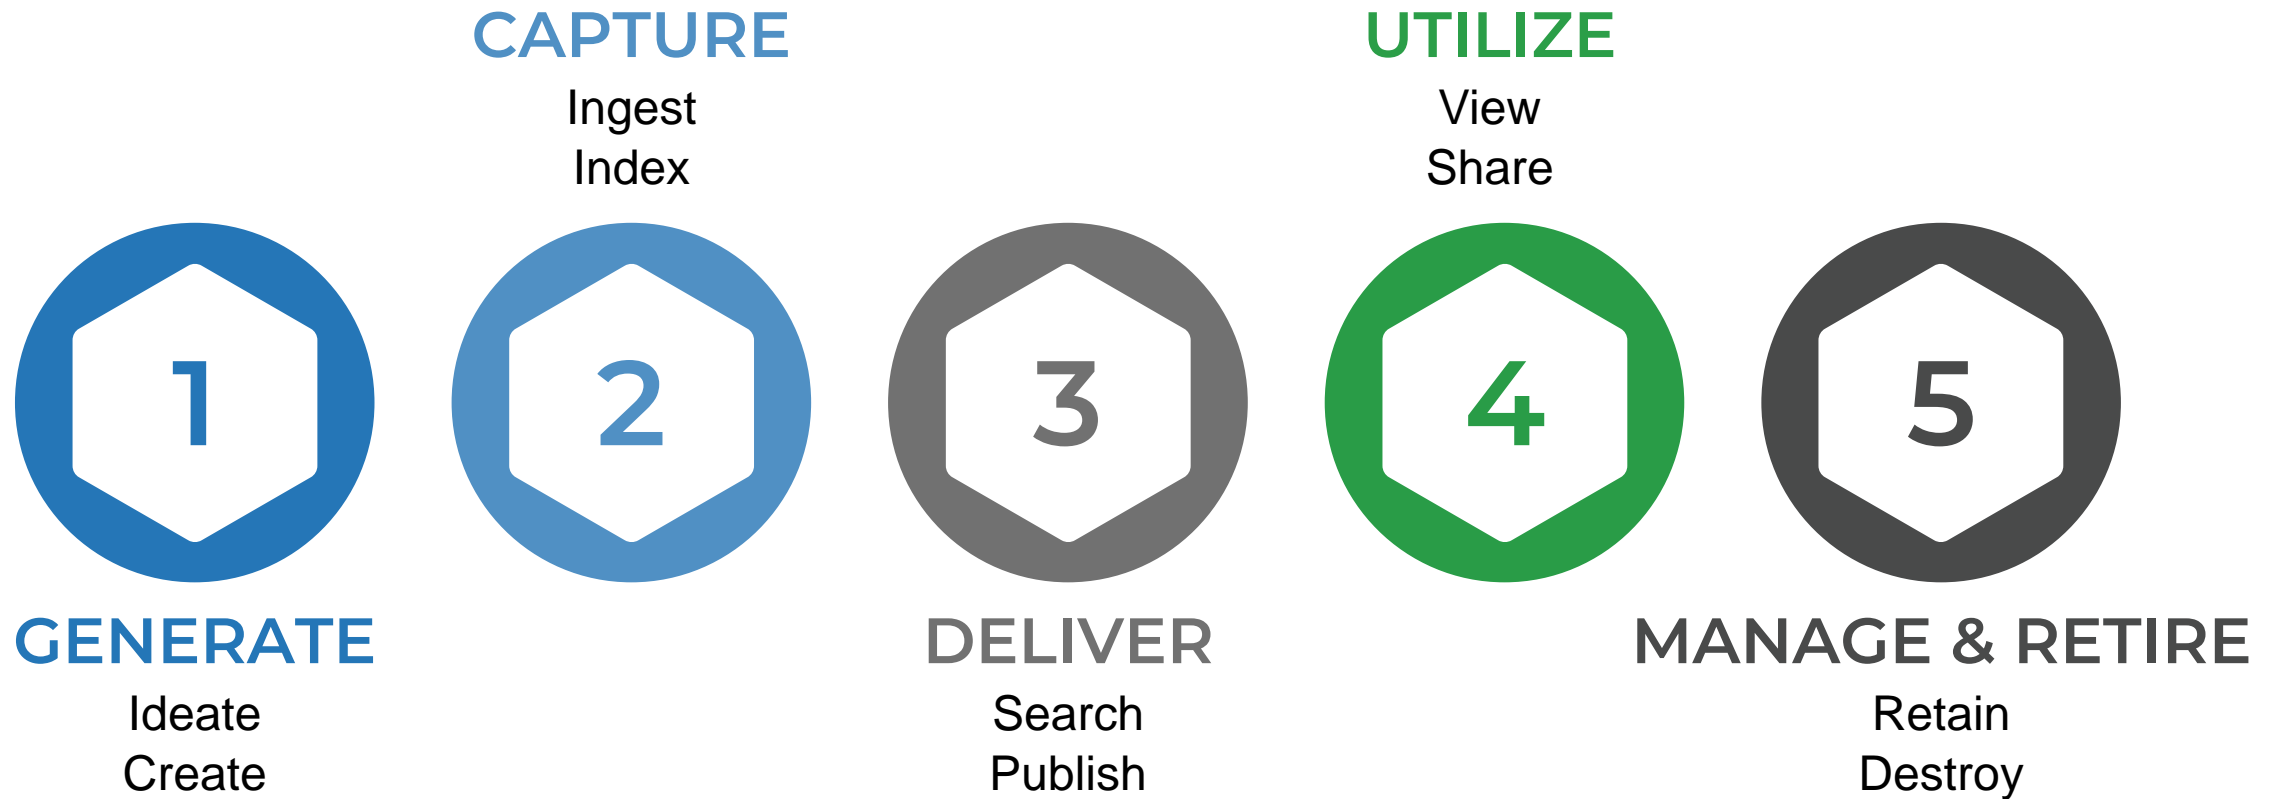 CAPTURE
Ingest
Index
UTILIZE
View
Share
1
2
3
4
5
GENERATE
Ideate
Create
DELIVER
Search
Publish
MANAGE & RETIRE
Retain
Destroy